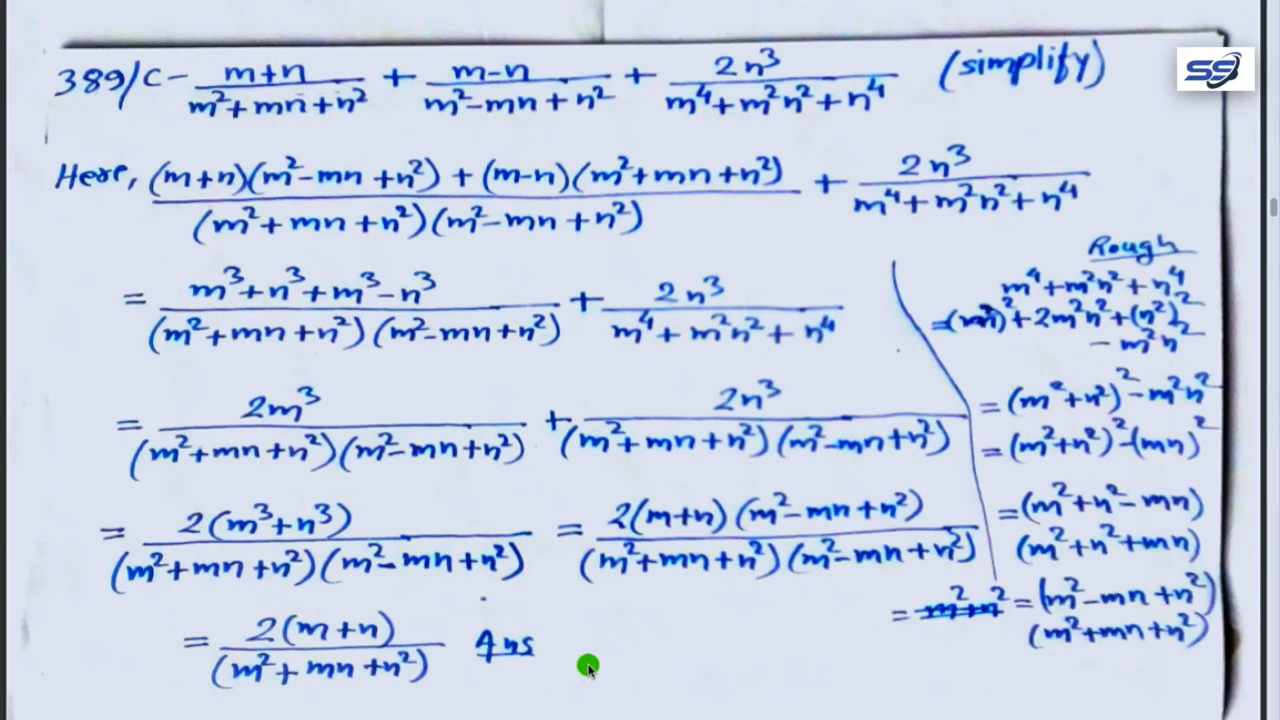 389/C- (m+n)/(m²+mn+n²) + (m-n)/(m²-mn+n²) + 2n³/(m⁴+m²n²+n⁴) (simplify)
S9
Here, ((m+n)(m²-mn+n²)+(m-n)(m²+mn+n²))/((m²+mn+n²)(m²-mn+n²)) + 2n³/(m⁴+m²n²+n⁴)
= (m³+n³+m³-n³)/((m²+mn+n²)(m²-mn+n²)) + 2n³/(m⁴+m²n²+n⁴)
= 2m³/((m²+mn+n²)(m²-mn+n²)) + 2n³/((m²+mn+n²)(m²-mn+n²))
= 2(m³+n³)/((m²+mn+n²)(m²-mn+n²)) = 2(m+n)(m²-mn+n²)/((m²+mn+n²)(m²-mn+n²))
= 2(m+n)/(m²+mn+n²) Ans
Rough
m⁴+m²n²+n⁴
=(m²)²+2m²n²+(n²)²
-m²n²
=(m²+n²)²-m²n²
=(m²+n²)²-(mn)²
=(m²+n²-mn)
(m²+n²+mn)
= m²+n² =(m²-mn+n²)
(m²+mn+n²)